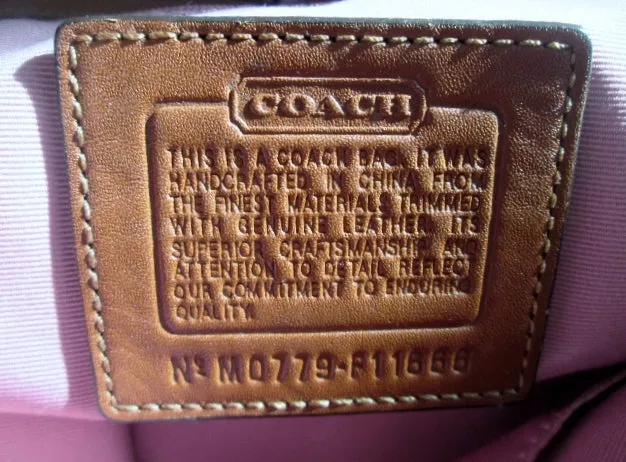 COACH
THIS IS A COACH BAG. IT WAS
HANDCRAFTED IN CHINA FROM
THE FINEST MATERIALS TRIMMED
WITH GENUINE LEATHER. ITS
SUPERIOR CRAFTSMANSHIP AND
ATTENTION TO DETAIL REFLECT
OUR COMMITMENT TO ENDURING
QUALITY.
Nº M0779-F11666